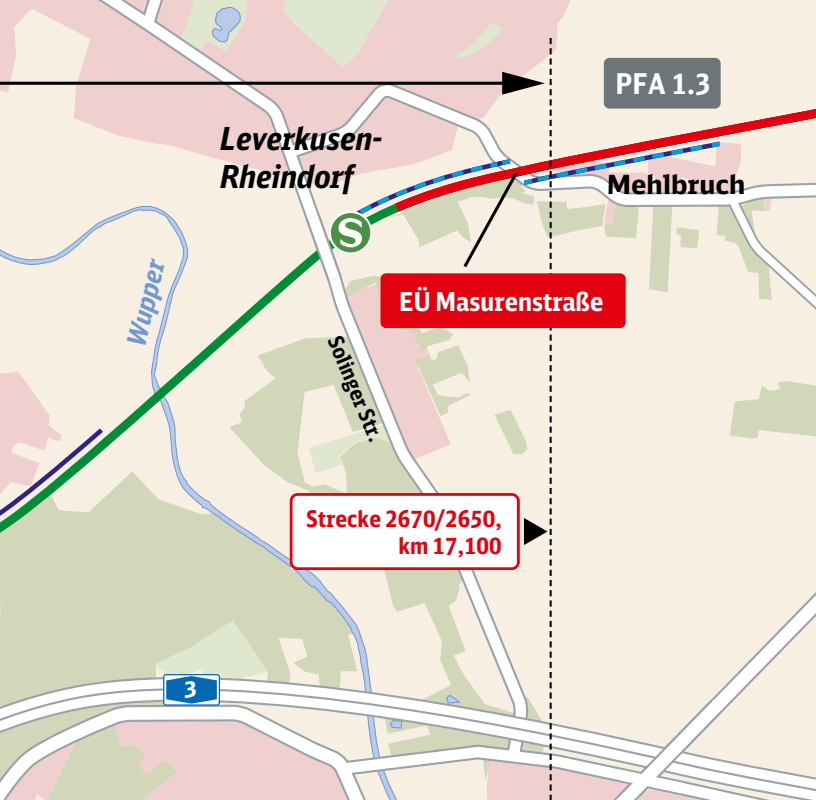 PFA 1.3
Leverkusen-
Rheindorf
Mehlbruch
S
Wupper
EÜ Masurenstraße
Solinger Str.
Strecke 2670/2650,
km 17,100
3